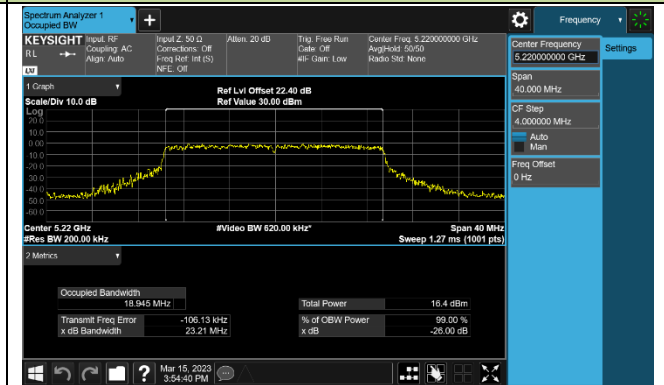 Spectrum Analyzer 1
Occupied BW
+
Frequency
KEYSIGHT
RL
LXI
Input: RF
Coupling: AC
Align: Auto
Input Z: 50 Ω
Corrections: Off
Freq Ref: Int (S)
NFE: Off
Atten: 20 dB
Trig: Free Run
Gate: Off
#IF Gain: Low
Center Freq: 5.220000000 GHz
Avg|Hold: 50/50
Radio Std: None
Center Frequency
5.220000000 GHz
Settings
Span
40.000 MHz
CF Step
4.000000 MHz
Auto
Man
Freq Offset
0 Hz
1 Graph
Scale/Div 10.0 dB
Ref Lvl Offset 22.40 dB
Ref Value 30.00 dBm
Log
20.0
10.0
0.00
-10.0
-20.0
-30.0
-40.0
-50.0
-60.0
Center 5.22 GHz
#Video BW 620.00 kHz*
Span 40 MHz
#Res BW 200.00 kHz
Sweep 1.27 ms (1001 pts)
2 Metrics
Occupied Bandwidth
18.945 MHz
Total Power 16.4 dBm
Transmit Freq Error -106.13 kHz
% of OBW Power 99.00 %
x dB Bandwidth 23.21 MHz
x dB -26.00 dB
?
Mar 15, 2023
3:54:40 PM